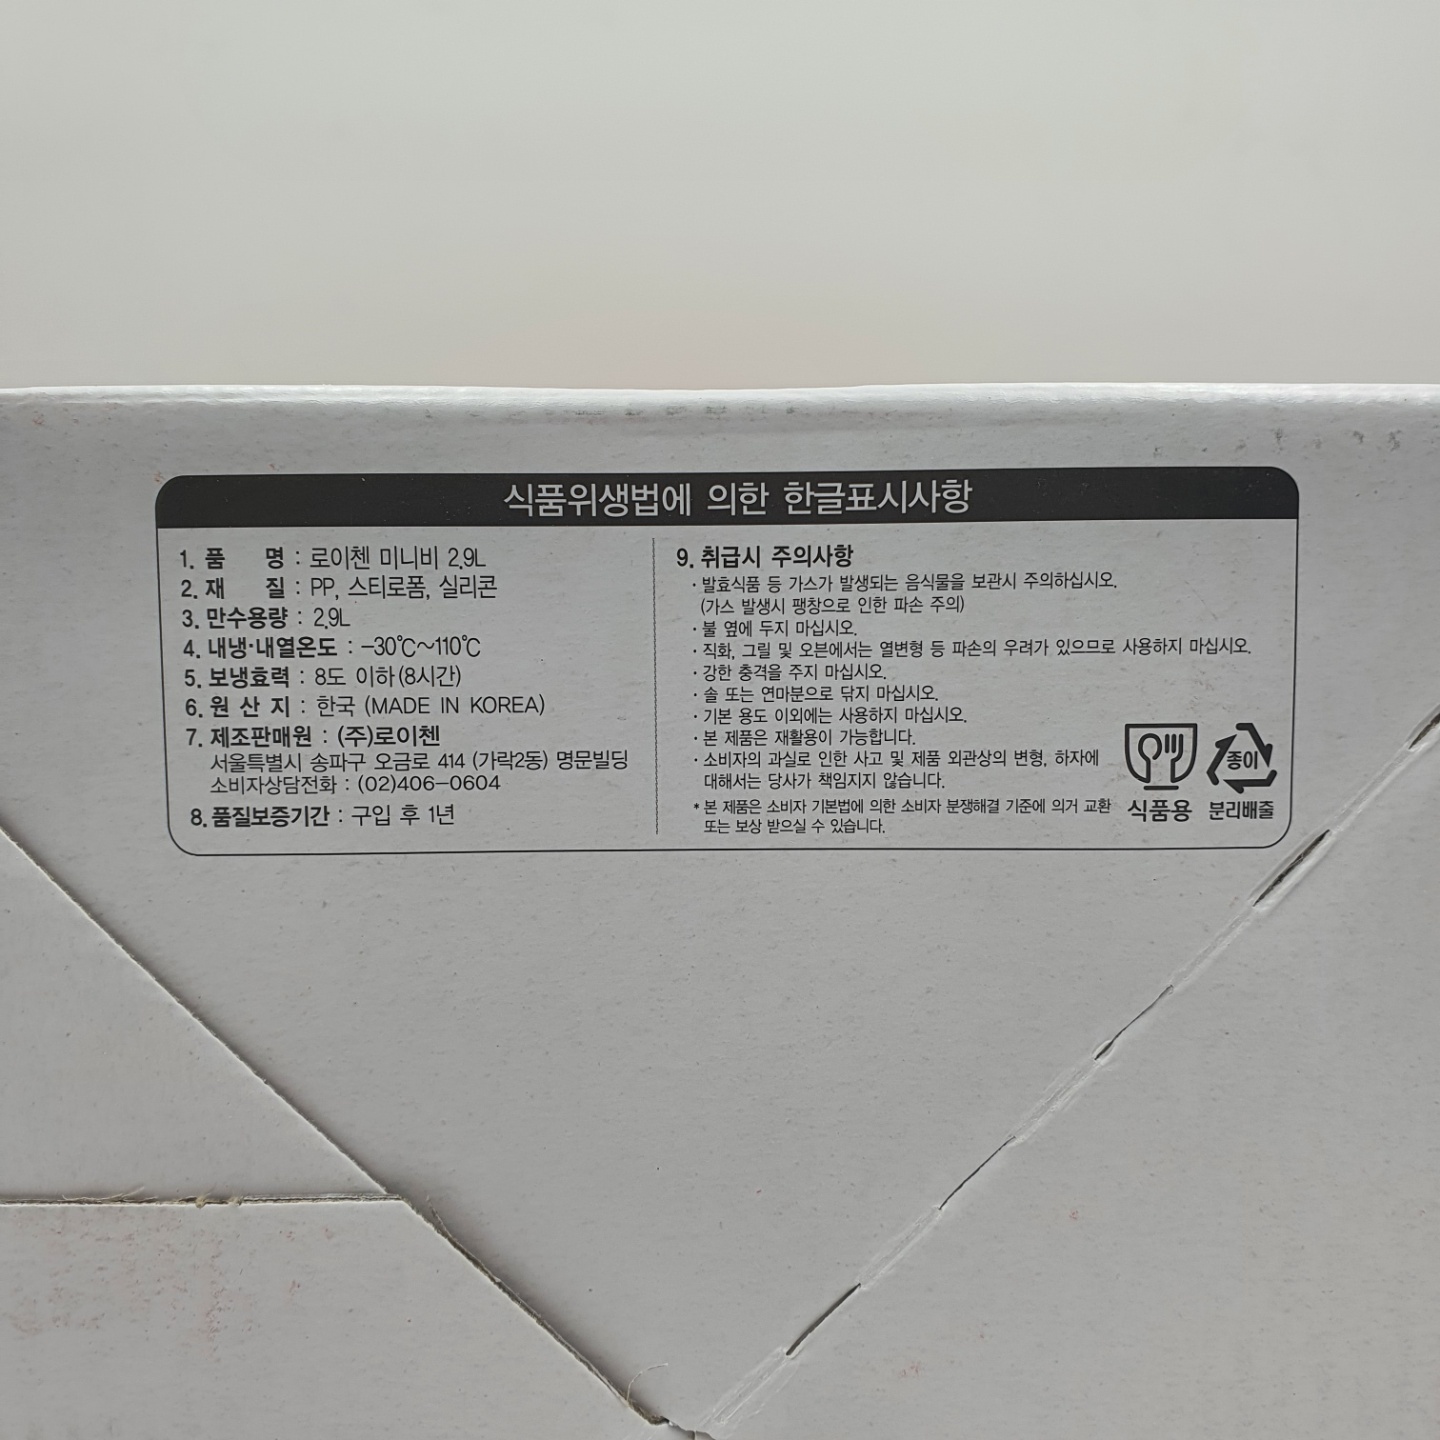 식품위생법에 의한 한글표시사항
1. 품 명 : 로이첸 미니비 2.9L
2. 재 질 : PP, 스티로폼, 실리콘
3. 만수용량 : 2.9L
4. 내냉·내열온도 : -30℃~110℃
5. 보냉효력 : 8도 이하(8시간)
6. 원 산 지 : 한국 (MADE IN KOREA)
7. 제조판매원 : (주)로이첸
서울특별시 송파구 오금로 414 (가락2동) 명문빌딩
소비자상담전화 : (02)406-0604
8. 품질보증기간 : 구입 후 1년
9. 취급시 주의사항
· 발효식품 등 가스가 발생되는 음식물을 보관시 주의하십시오.
(가스 발생시 팽창으로 인한 파손 주의)
· 불 옆에 두지 마십시오.
· 직화, 그릴 및 오븐에서는 열변형 등 파손의 우려가 있으므로 사용하지 마십시오.
· 강한 충격을 주지 마십시오.
· 솔 또는 연마분으로 닦지 마십시오.
· 기본 용도 이외에는 사용하지 마십시오.
· 본 제품은 재활용이 가능합니다.
· 소비자의 과실로 인한 사고 및 제품 외관상의 변형, 하자에
대해서는 당사가 책임지지 않습니다.
* 본 제품은 소비자 기본법에 의한 소비자 분쟁해결 기준에 의거 교환
또는 보상 받으실 수 있습니다.
식품용
종이
분리배출